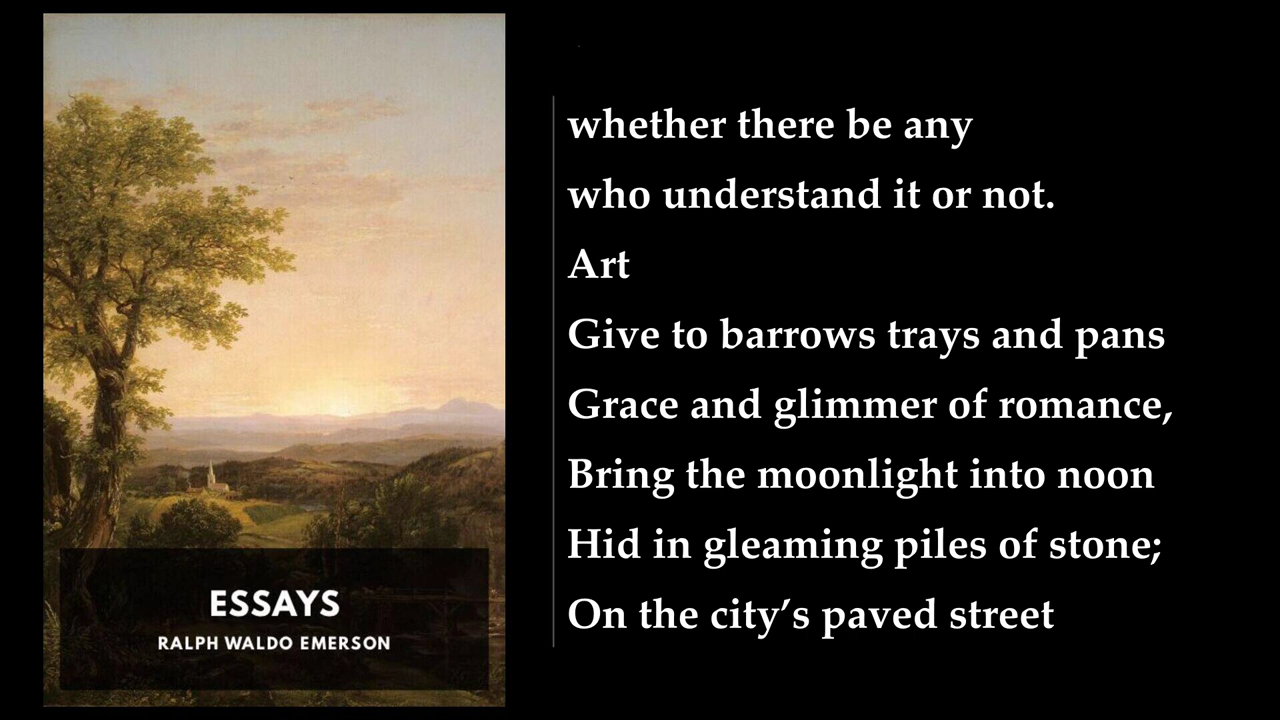 ESSAYS
RALPH WALDO EMERSON
whether there be any
who understand it or not.
Art
Give to barrows trays and pans
Grace and glimmer of romance,
Bring the moonlight into noon
Hid in gleaming piles of stone;
On the city’s paved street